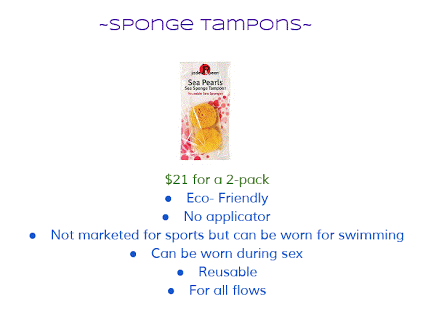 ~Sponge Tampons~
Sea Pearls
Sea Sponge Tampons
$21 for a 2-pack
● Eco- Friendly
● No applicator
● Not marketed for sports but can be worn for swimming
● Can be worn during sex
● Reusable
● For all flows